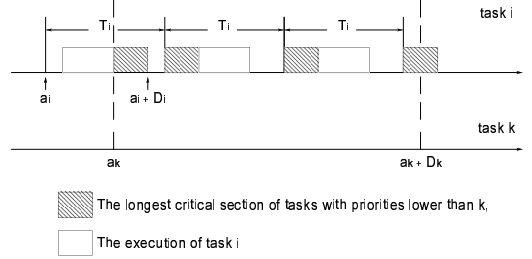 task i
Ti Ti Ti
ai ai + Di
task k
ak ak + Dk
The longest critical section of tasks with priorities lower than k,
The execution of task i